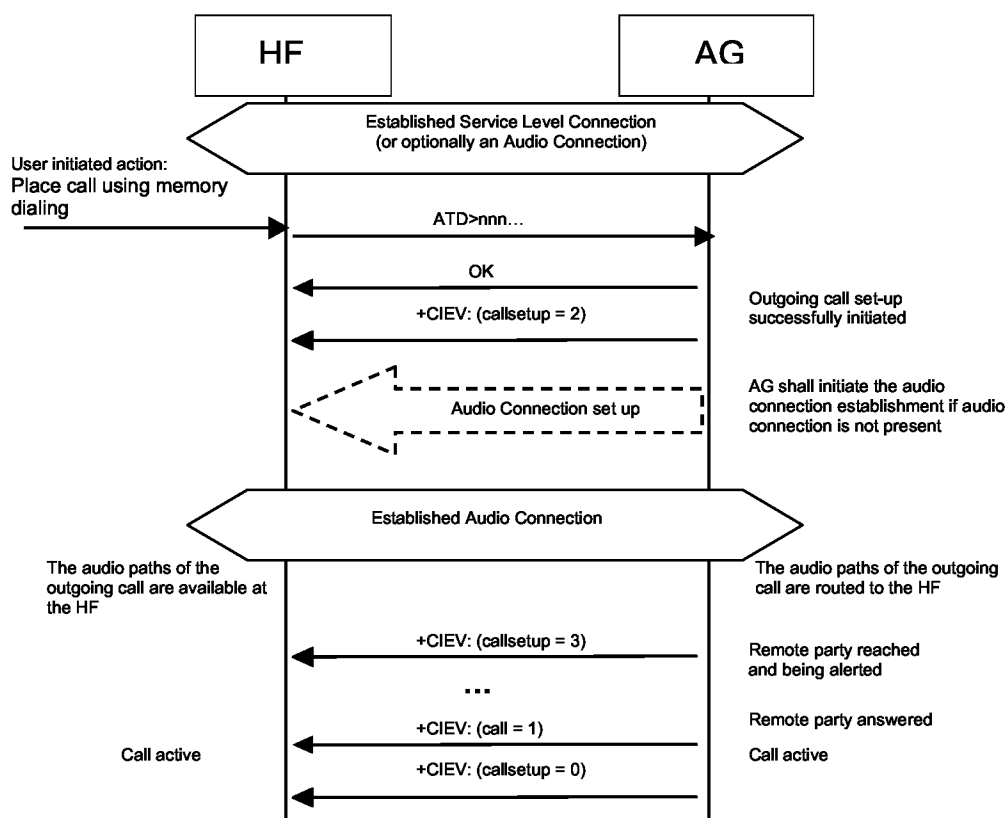 HF
AG
Established Service Level Connection
(or optionally an Audio Connection)
User initiated action:
Place call using memory
dialing
ATD>nnn…
OK
+CIEV: (callsetup = 2)
Outgoing call set-up
successfully initiated
Audio Connection set up
AG shall initiate the audio
connection establishment if audio
connection is not present
Established Audio Connection
The audio paths of the
outgoing call are available at
the HF
The audio paths of the outgoing
call are routed to the HF
+CIEV: (callsetup = 3)
Remote party reached
and being alerted
...
Remote party answered
+CIEV: (call = 1)
Call active
Call active
+CIEV: (callsetup = 0)